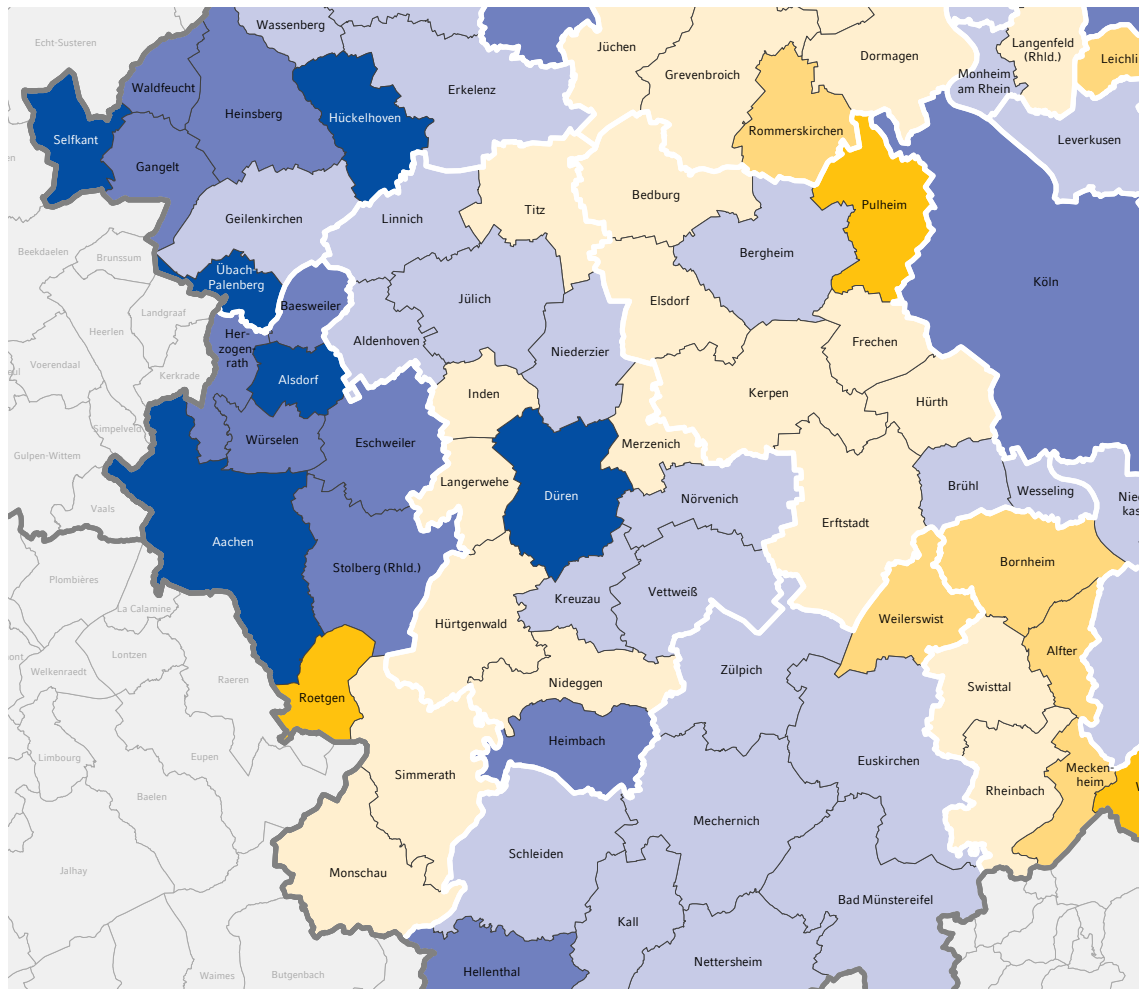 Wassenberg
Echt-Susteren
Jüchen
Langenfeld
(Rhld.)
Dormagen
Grevenbroich
Monheim
am Rhein
Waldfeucht
Erkelenz
Heinsberg
Hückelhoven
Rommerskirchen
Selfkant
Leverkusen
Gangelt
Bedburg
Pulheim
Titz
Geilenkirchen
Linnich
Bergheim
Beekdaelen
Brunssum
Übach-
Palenberg
Köln
Jülich
Elsdorf
Baesweiler
Landgraaf
Heerlen
Her-
zogen-
rath
Aldenhoven
Frechen
Niederzier
Voerendaal
Kerkrade
Alsdorf
Inden
Kerpen
Hürth
Simpelveld
Würselen
Eschweiler
Merzenich
Gulpen-Wittem
Langerwehe
Brühl
Wesseling
Düren
Nörvenich
Vaals
Erftstadt
Aachen
Bornheim
Stolberg (Rhld.)
Plombières
Vettweiß
Kreuzau
La Calamine
Weilerswist
Hürtgenwald
Lontzen
Alfter
Welkenraedt
Zülpich
Raeren
Nideggen
Swisttal
Roetgen
Heimbach
Limbourg
Eupen
Euskirchen
Simmerath
Mecken-
heim
Rheinbach
Baelen
Mechernich
Schleiden
Jalhay
Monschau
Bad Münstereifel
Kall
Nettersheim
Hellenthal
Waimes
Butgenbach